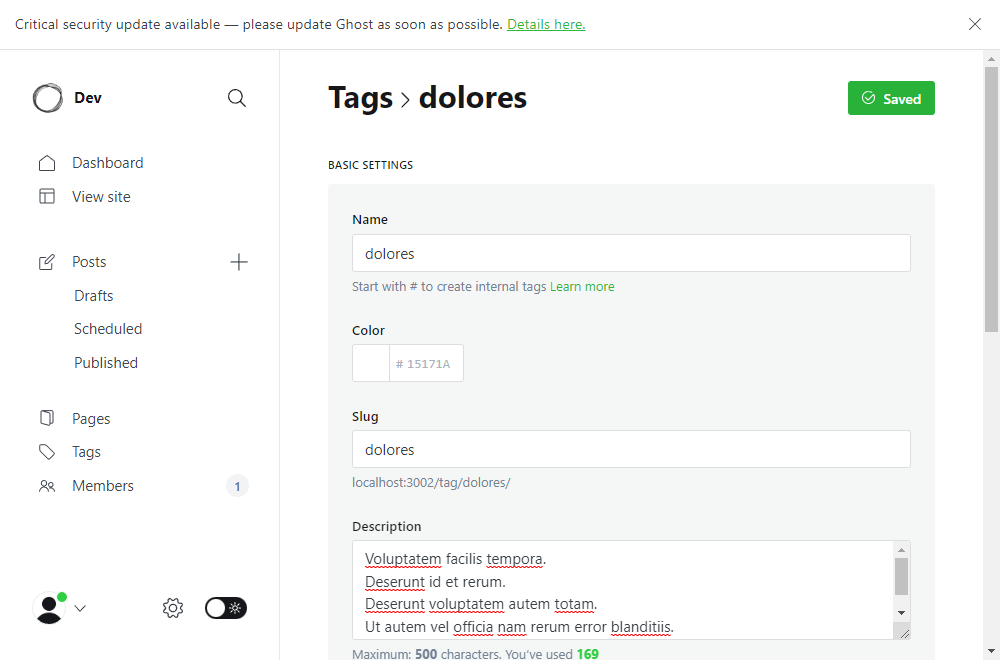 Critical security update available — please update Ghost as soon as possible. Details here.
Dev
Dashboard
View site
Posts
Drafts
Scheduled
Published
Pages
Tags
Members 1
Tags > dolores
Saved
BASIC SETTINGS
Name
dolores
Start with # to create internal tags Learn more
Color
# 15171A
Slug
dolores
localhost:3002/tag/dolores/
Description
Voluptatem facilis tempora.
Deserunt id et rerum.
Deserunt voluptatem autem totam.
Ut autem vel officia nam rerum error blanditiis.
Maximum: 500 characters. You've used 169